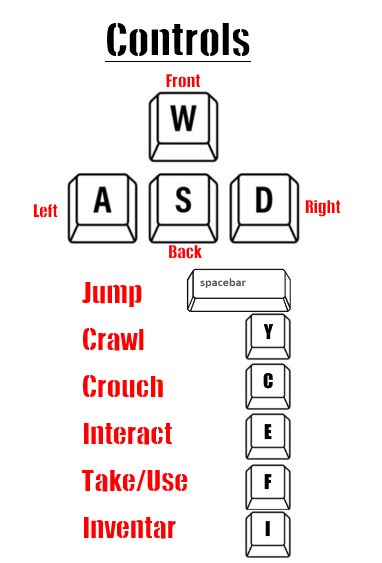 Controls
Front
W
Left A S D Right
Back
Jump spacebar
Crawl Y
Crouch C
Interact E
Take/Use F
Inventar I